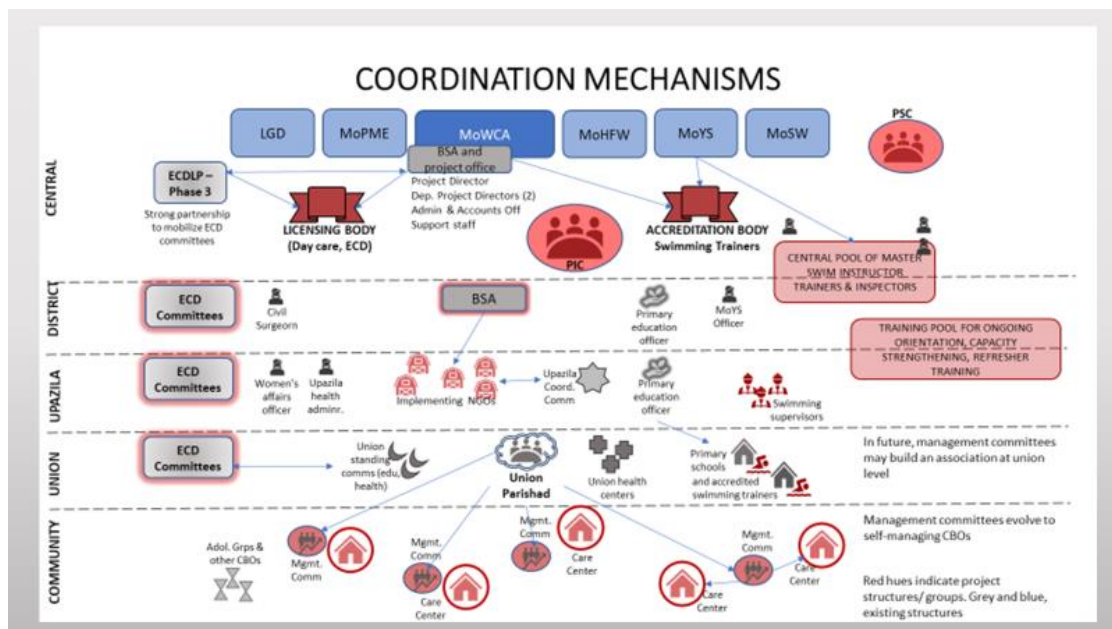 COORDINATION MECHANISMS
PSC
LGD
MoPME
MoWCA
MoHFW
MoYS
MoSW
CENTRAL
BSA and
project office
Project Director
Dep. Project Directors (2)
Admin & Accounts Off
Support staff
ECDLP –
Phase 3
Strong partnership
to mobilize ECD
committees
LICENSING BODY
(Day care, ECD)
PIC
ACCREDITATION BODY
Swimming Trainers
CENTRAL POOL OF MASTER
SWIM INSTRUCTOR
TRAINERS & INSPECTORS
DISTRICT
ECD
Committees
Civil
Surgeorn
BSA
Primary
education
officer
MoYS
Officer
TRAINING POOL FOR ONGOING
ORIENTATION, CAPACITY
STRENGTHENING, REFRESHER
TRAINING
UPAZILA
ECD
Committees
Women's
affairs
officer
Upazila
health
adminr.
Implementing NGOs
Upazila
Coord.
Comm
Primary
education
officer
Swimming
supervisors
UNION
ECD
Committees
Union
standing
comms (edu,
health)
Union
Parishad
Union health
centers
Primary
schools
and accredited
swimming trainers
In future, management committees
may build an association at union
level
COMMUNITY
Adol. Grps &
other CBOs
Mgmt. Comm
Mgmt.
Comm
Care
Center
Mgmt.
Comm
Care
Center
Mgmt.
Comm
Care
Center
Care
Center
Management committees evolve to
self-managing CBOs
Red hues indicate project
structures/ groups. Grey and blue,
existing structures